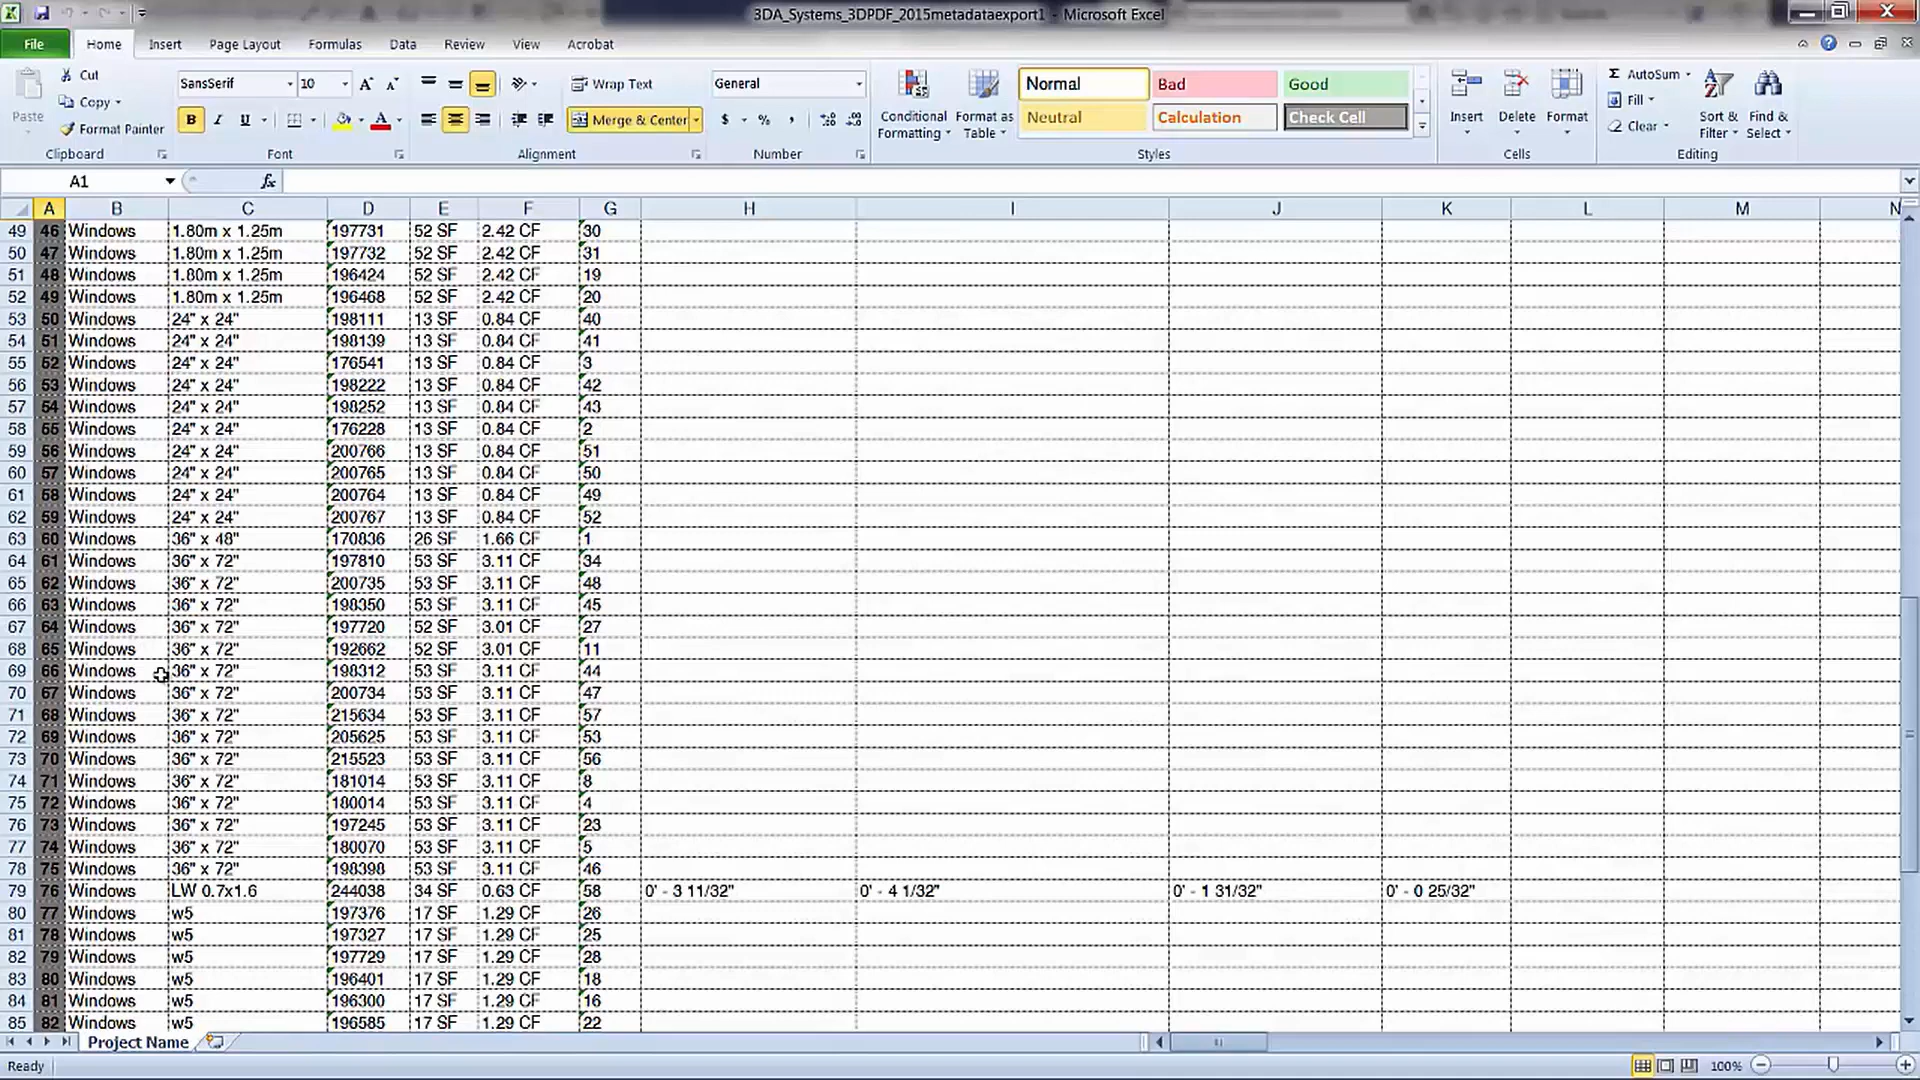 3DA_Systems_3DPDF_2015metadataexport1 - Microsoft Excel
File Home Insert Page Layout Formulas Data Review View Acrobat
Paste Cut Copy Format Painter Clipboard
SansSerif 10 B I U A Font
Wrap Text Merge & Center Alignment
General $ % , Number
Conditional Formatting Format as Table
Normal Bad Good
Neutral Calculation Check Cell
Styles
Insert Delete Format Cells
AutoSum Fill Clear Sort & Filter Find & Select Editing
A1 fx
A B C D E F G H I J K L M N
49 46 Windows 1.80m x 1.25m 197731 52 SF 2.42 CF 30
50 47 Windows 1.80m x 1.25m 197732 52 SF 2.42 CF 31
51 48 Windows 1.80m x 1.25m 196424 52 SF 2.42 CF 19
52 49 Windows 1.80m x 1.25m 196468 52 SF 2.42 CF 20
53 50 Windows 24" x 24" 198111 13 SF 0.84 CF 40
54 51 Windows 24" x 24" 198139 13 SF 0.84 CF 41
55 52 Windows 24" x 24" 176541 13 SF 0.84 CF 3
56 53 Windows 24" x 24" 198222 13 SF 0.84 CF 42
57 54 Windows 24" x 24" 198252 13 SF 0.84 CF 43
58 55 Windows 24" x 24" 176228 13 SF 0.84 CF 2
59 56 Windows 24" x 24" 200766 13 SF 0.84 CF 51
60 57 Windows 24" x 24" 200765 13 SF 0.84 CF 50
61 58 Windows 24" x 24" 200764 13 SF 0.84 CF 49
62 59 Windows 24" x 24" 200767 13 SF 0.84 CF 52
63 60 Windows 36" x 48" 170836 26 SF 1.66 CF 1
64 61 Windows 36" x 72" 197810 53 SF 3.11 CF 34
65 62 Windows 36" x 72" 200735 53 SF 3.11 CF 48
66 63 Windows 36" x 72" 198350 53 SF 3.11 CF 45
67 64 Windows 36" x 72" 197720 52 SF 3.01 CF 27
68 65 Windows 36" x 72" 192662 52 SF 3.01 CF 11
69 66 Windows 36" x 72" 198312 53 SF 3.11 CF 44
70 67 Windows 36" x 72" 200734 53 SF 3.11 CF 47
71 68 Windows 36" x 72" 215634 53 SF 3.11 CF 57
72 69 Windows 36" x 72" 205625 53 SF 3.11 CF 53
73 70 Windows 36" x 72" 215523 53 SF 3.11 CF 56
74 71 Windows 36" x 72" 181014 53 SF 3.11 CF 8
75 72 Windows 36" x 72" 180014 53 SF 3.11 CF 4
76 73 Windows 36" x 72" 197245 53 SF 3.11 CF 23
77 74 Windows 36" x 72" 180070 53 SF 3.11 CF 5
78 75 Windows 36" x 72" 198398 53 SF 3.11 CF 46
79 76 Windows LW 0.7x1.6 244038 34 SF 0.63 CF 58 0' - 3 11/32" 0' - 4 1/32" 0' - 1 31/32" 0' - 0 25/32"
80 77 Windows w5 197376 17 SF 1.29 CF 26
81 78 Windows w5 197327 17 SF 1.29 CF 25
82 79 Windows w5 197729 17 SF 1.29 CF 28
83 80 Windows w5 196401 17 SF 1.29 CF 18
84 81 Windows w5 196300 17 SF 1.29 CF 16
85 82 Windows w5 196585 17 SF 1.29 CF 22
Project Name
Ready 100%